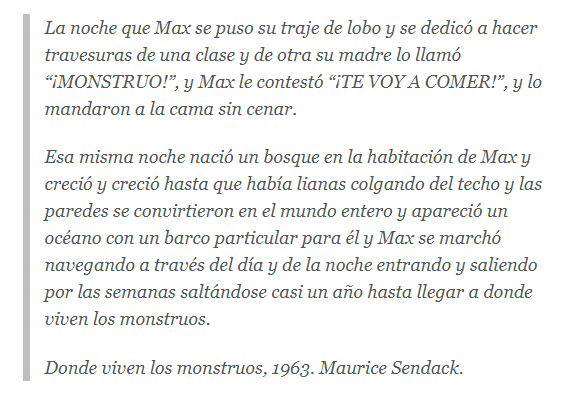 La noche que Max se puso su traje de lobo y se dedicó a hacer
travesuras de una clase y de otra su madre lo llamó
“¡MONSTRUO!”, y Max le contestó “¡TE VOY A COMER!”, y lo
mandaron a la cama sin cenar.
Esa misma noche nació un bosque en la habitación de Max y
creció y creció hasta que había lianas colgando del techo y las
paredes se convirtieron en el mundo entero y apareció un
océano con un barco particular para él y Max se marchó
navegando a través del día y de la noche entrando y saliendo
por las semanas saltándose casi un año hasta llegar a donde
viven los monstruos.
Donde viven los monstruos, 1963. Maurice Sendack.